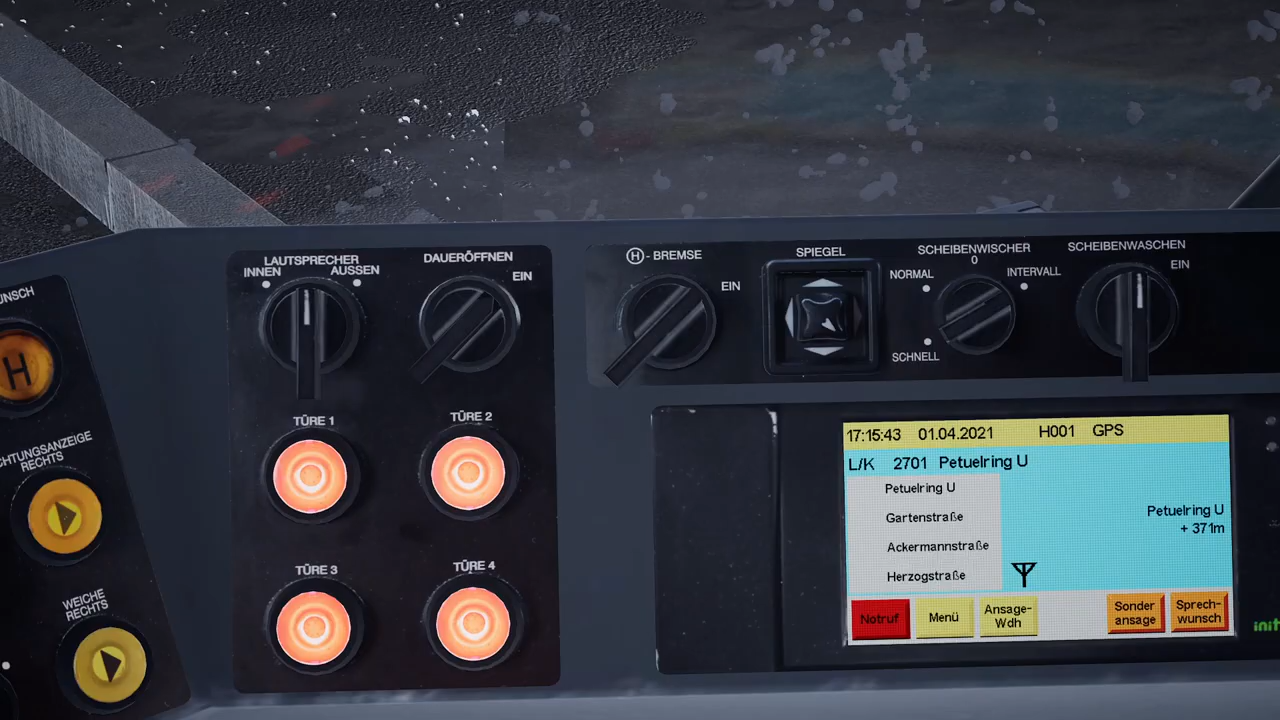 UNSCH
H
CHTUNGSANZEIGE
RECHTS
WEICHE
RECHTS
LAUTSPRECHER
INNEN
AUSSEN
DAUERÖFFNEN
EIN
TÜRE 1
TÜRE 2
TÜRE 3
TÜRE 4
H - BREMSE
EIN
SPIEGEL
SCHEIBENWISCHER
0
NORMAL
INTERVALL
SCHNELL
SCHEIBENWASCHEN
EIN
17:15:43 01.04.2021 H001 GPS
L/K 2701 Petuelring U
Petuelring U
Gartenstraße
Ackermannstraße
Herzogstraße
Petuelring U
+ 371m
Notruf
Menü
Ansage-
Wdh
Sonder
ansage
Sprech-
wunsch
init